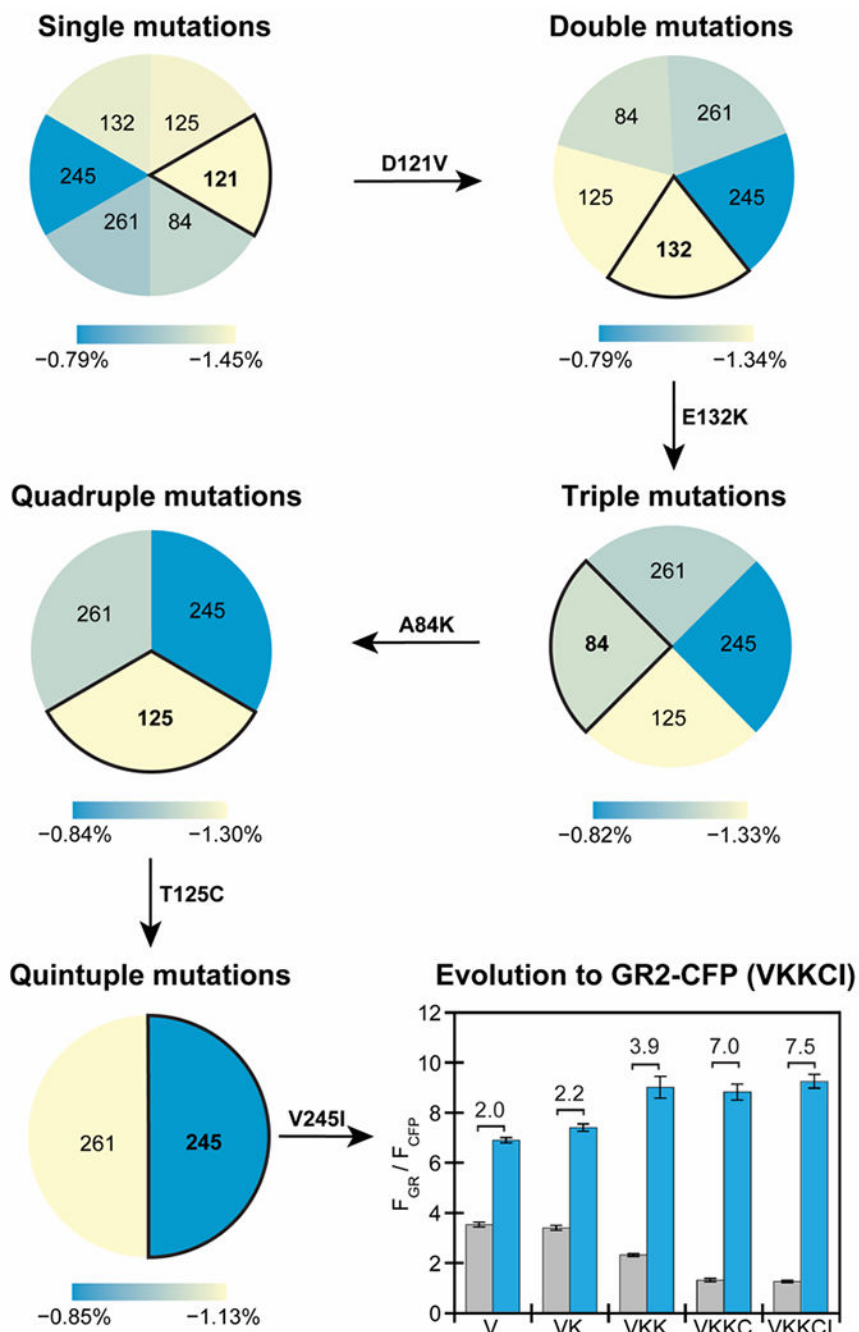 Single mutations
132
125
245
121
261
84
−0.79%
−1.45%
D121V
Double mutations
84
261
125
245
132
−0.79%
−1.34%
E132K
Quadruple mutations
261
245
125
−0.84%
−1.30%
A84K
Triple mutations
261
84
245
125
−0.82%
−1.33%
T125C
Quintuple mutations
261
245
−0.85%
−1.13%
V245I
Evolution to GR2-CFP (VKKCI)
F_GR / F_CFP
12
10
8
6
4
2
0
2.0
2.2
3.9
7.0
7.5
V
VK
VKK
VKKC
VKKCI